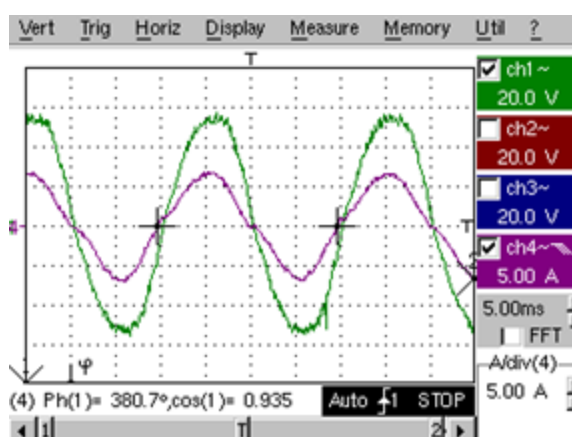 Vert Trig Horiz Display Measure Memory Util ?
T
ch1 ~
20.0 V
ch2~
20.0 V
ch3~
20.0 V
T
ch4~
5.00 A
5.00ms
FFT
φ
A/div(4)
5.00 A
(4) Ph(1)= 380.7°,cos(1)= 0.935 Auto 1 STOP
1 T 2